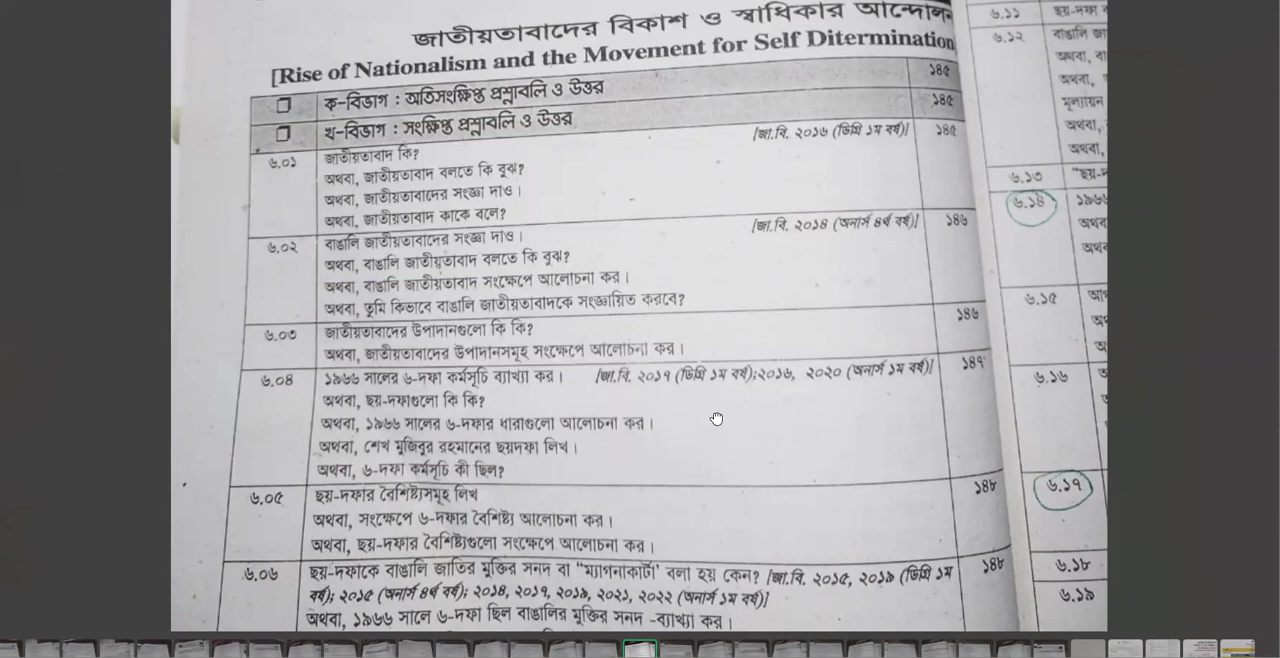 জাতীয়তাবাদের বিকাশ ও স্বাধিকার আন্দোলন
[Rise of Nationalism and the Movement for Self Ditermination
ক-বিভাগ : অতিসংক্ষিপ্ত প্রশ্নাবলি ও উত্তর ১৪৫
খ-বিভাগ : সংক্ষিপ্ত প্রশ্নাবলি ও উত্তর ১৪৫
৬.০১ জাতীয়তাবাদ কি? [জা.বি. ২০১৬ (ডিগ্রি ১ম বর্ষ)] ১৪৫
অথবা, জাতীয়তাবাদ বলতে কি বুঝ?
অথবা, জাতীয়তাবাদের সংজ্ঞা দাও।
অথবা, জাতীয়তাবাদ কাকে বলে?
৬.০২ বাঙালি জাতীয়তাবাদের সংজ্ঞা দাও। [জা.বি. ২০১৪ (অনার্স ৪র্থ বর্ষ)] ১৪৬
অথবা, বাঙালি জাতীয়তাবাদ বলতে কি বুঝ?
অথবা, বাঙালি জাতীয়তাবাদ সংক্ষেপে আলোচনা কর।
অথবা, তুমি কিভাবে বাঙালি জাতীয়তাবাদকে সংজ্ঞায়িত করবে?
৬.০৩ জাতীয়তাবাদের উপাদানগুলো কি কি? ১৪৬
অথবা, জাতীয়তাবাদের উপাদানসমূহ সংক্ষেপে আলোচনা কর।
৬.০৪ ১৯৬৬ সালের ৬-দফা কর্মসূচি ব্যাখ্যা কর। [জা.বি. ২০১৭ (ডিগ্রি ১ম বর্ষ);২০১৬, ২০২০ (অনার্স ১ম বর্ষ)] ১৪৭
অথবা, ছয়-দফাগুলো কি কি?
অথবা, ১৯৬৬ সালের ৬-দফার ধারাগুলো আলোচনা কর।
অথবা, শেখ মুজিবুর রহমানের ছয়দফা লিখ।
অথবা, ৬-দফা কর্মসূচি কী ছিল?
৬.০৫ ছয়-দফার বৈশিষ্ট্যসমূহ লিখ ১৪৮
অথবা, সংক্ষেপে ৬-দফার বৈশিষ্ট্য আলোচনা কর।
অথবা, ছয়-দফার বৈশিষ্ট্যগুলো সংক্ষেপে আলোচনা কর।
৬.০৬ ছয়-দফাকে বাঙালি জাতির মুক্তির সনদ বা "ম্যাগনাকার্টা' বলা হয় কেন? [জা.বি. ২০১৫, ২০১৯ (ডিগ্রি ১ম ১৪৮
বর্ষ); ২০১৫ (অনার্স ৪র্থ বর্ষ); ২০১৪, ২০১৭, ২০১৯, ২০২১, ২০২২ (অনার্স ১ম বর্ষ)]
অথবা, ১৯৬৬ সালে ৬-দফা ছিল বাঙালির মুক্তির সনদ -ব্যাখ্যা কর।
৬.১১
৬.১২ বাঙালি
অথবা,
অথবা,
মূল্যায়ন
অথবা,
অথবা,
৬.১৩
৬.১৪ ১৯৬৬
৬.১৫
৬.১৬
৬.১৭
৬.১৮
৬.১৯